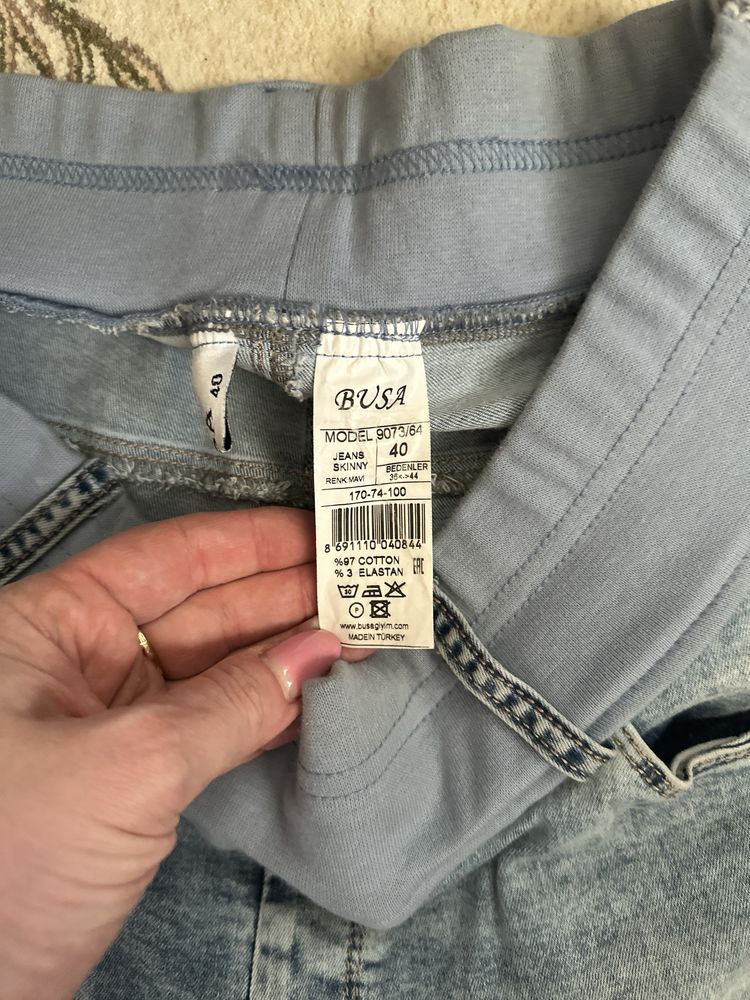 40
BUSA
MODEL 9073/64
JEANS
SKINNY
40
RENK MAVI
BEDENLER
36<->44
170-74-100
8 691110 040844
%97 COTTON
% 3 ELASTAN
EAC
30
P
www.busagiyim.com
MADEIN TÜRKEY